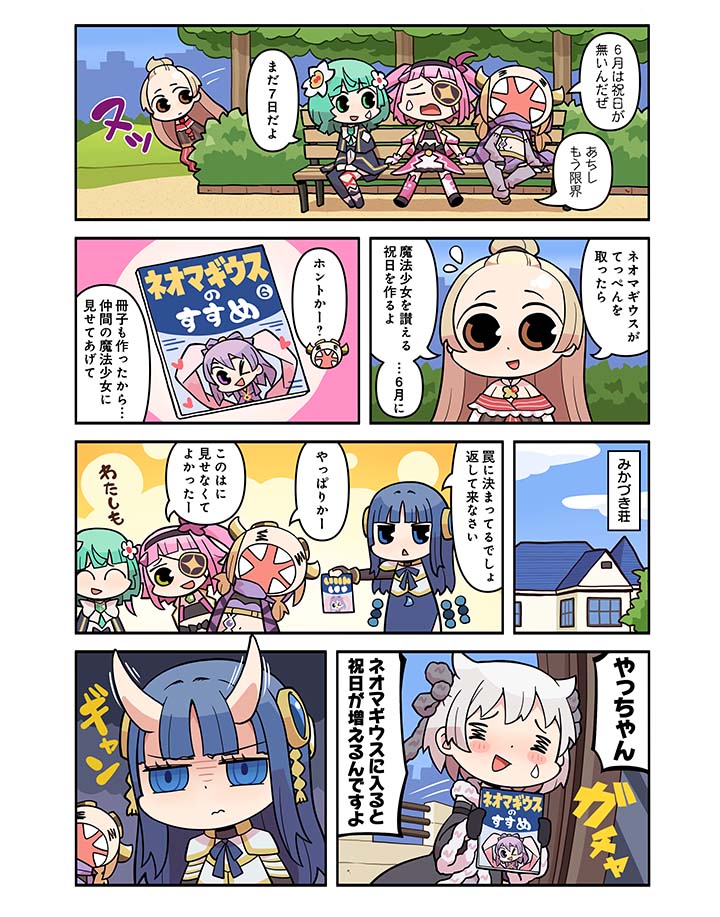 ６月は祝日が
無いんだぜ
あちし
もう限界
まだ７日だよ
ヌッ
ネオマギウスが
てっぺんを
取ったら
魔法少女を讃える
祝日を作るよ
…６月に
ホントかー？
ネオマギウス
の
すすめ
6
冊子も作ったから…
仲間の魔法少女に
見せてあげて
みかづき荘
罠に決まってるでしょ
返して来なさい
やっぱりかー
このはに
見せなくて
よかったー
わたしも
やっちゃん
ガチャ
ネオマギウスに入ると
祝日が増えるんですよ
ネオマギウス
の
すすめ
ギャン